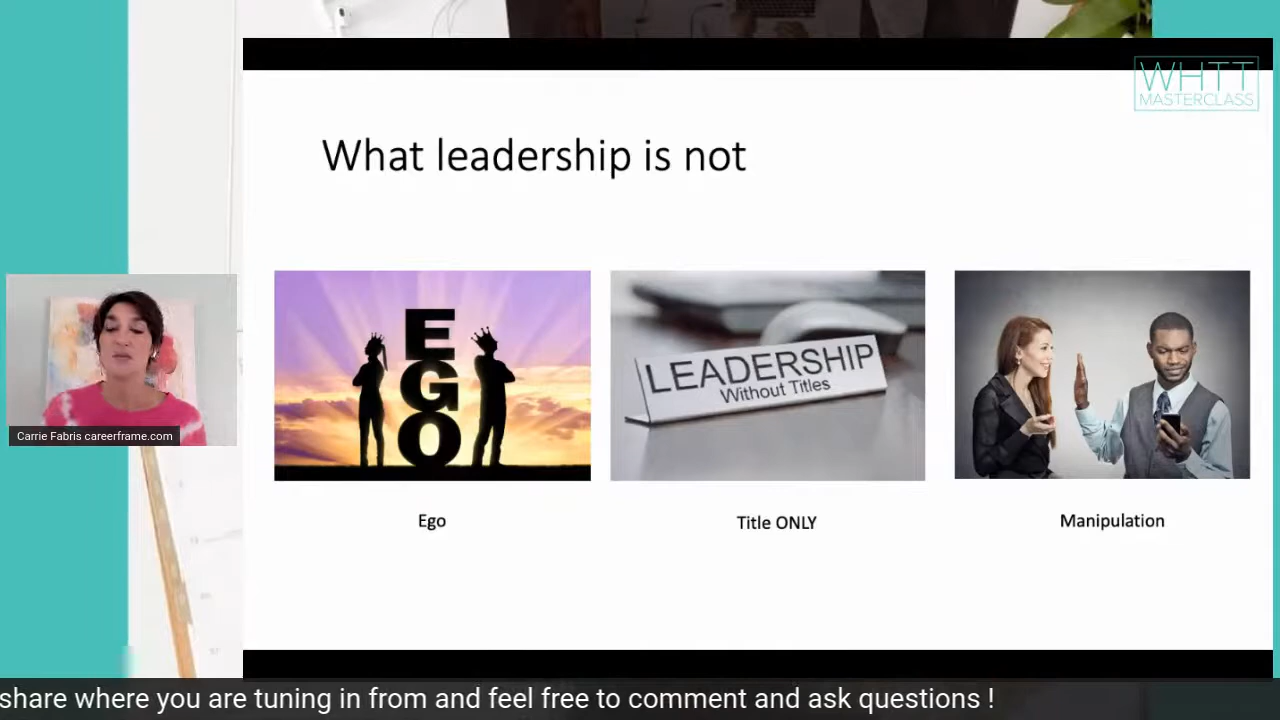 WHTT
MASTERCLASS
What leadership is not
EGO
LEADERSHIP
Without Titles
Ego
Title ONLY
Manipulation
Carrie Fabris careerframe.com
share where you are tuning in from and feel free to comment and ask questions !